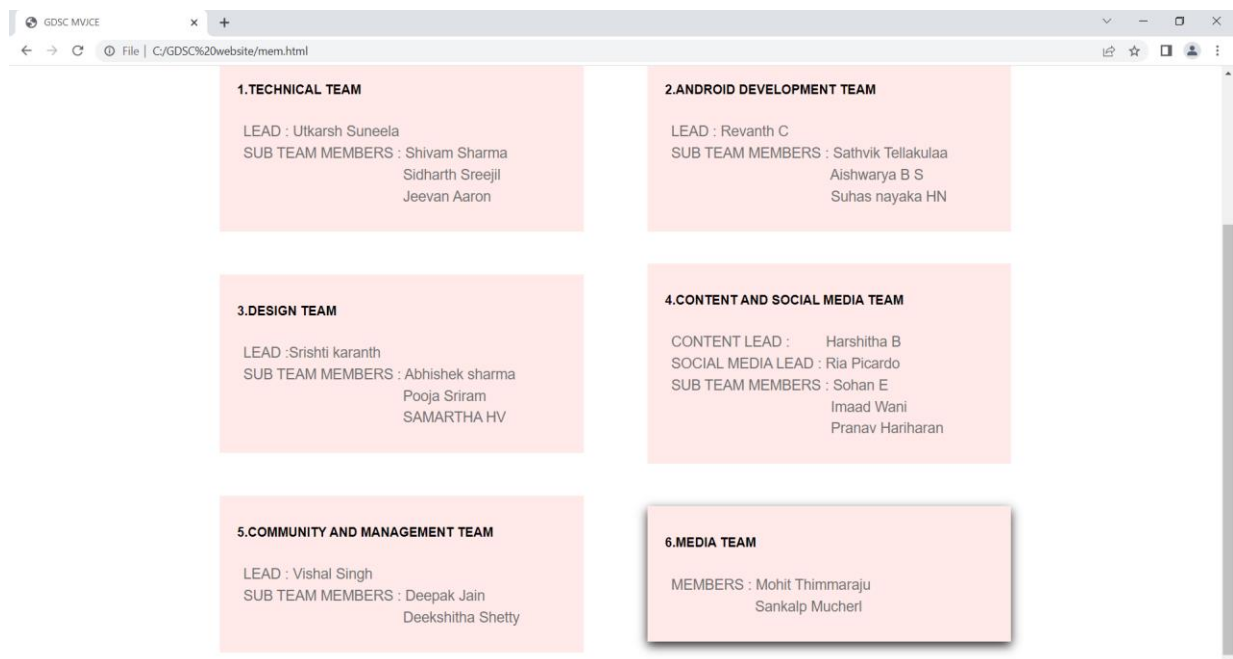 GDSC MVJCE
File | C:/GDSC%20website/mem.html
1.TECHNICAL TEAM
LEAD : Utkarsh Suneela
SUB TEAM MEMBERS : Shivam Sharma
Sidharth Sreejil
Jeevan Aaron
2.ANDROID DEVELOPMENT TEAM
LEAD : Revanth C
SUB TEAM MEMBERS : Sathvik Tellakulaa
Aishwarya B S
Suhas nayaka HN
3.DESIGN TEAM
LEAD :Srishti karanth
SUB TEAM MEMBERS : Abhishek sharma
Pooja Sriram
SAMARTHA HV
4.CONTENT AND SOCIAL MEDIA TEAM
CONTENT LEAD : Harshitha B
SOCIAL MEDIA LEAD : Ria Picardo
SUB TEAM MEMBERS : Sohan E
Imaad Wani
Pranav Hariharan
5.COMMUNITY AND MANAGEMENT TEAM
LEAD : Vishal Singh
SUB TEAM MEMBERS : Deepak Jain
Deekshitha Shetty
6.MEDIA TEAM
MEMBERS : Mohit Thimmaraju
Sankalp Mucherl